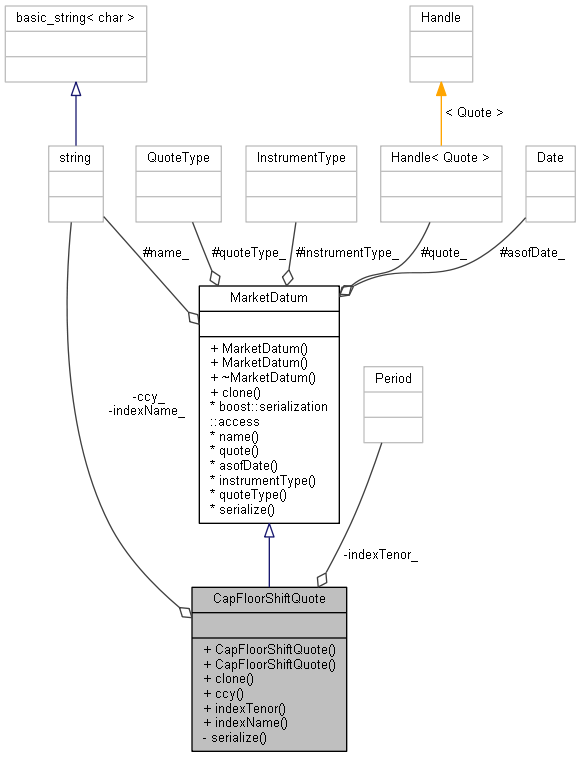 basic_string< char >
Handle
< Quote >
string
QuoteType
InstrumentType
Handle< Quote >
Date
#name_
#quoteType_
#instrumentType_
#quote_
#asofDate_
MarketDatum
+ MarketDatum()
+ MarketDatum()
+ ~MarketDatum()
+ clone()
* boost::serialization
::access
* name()
* quote()
* asofDate()
* instrumentType()
* quoteType()
* serialize()
Period
-ccy_
-indexName_
-indexTenor_
CapFloorShiftQuote
+ CapFloorShiftQuote()
+ CapFloorShiftQuote()
+ clone()
+ ccy()
+ indexTenor()
+ indexName()
- serialize()